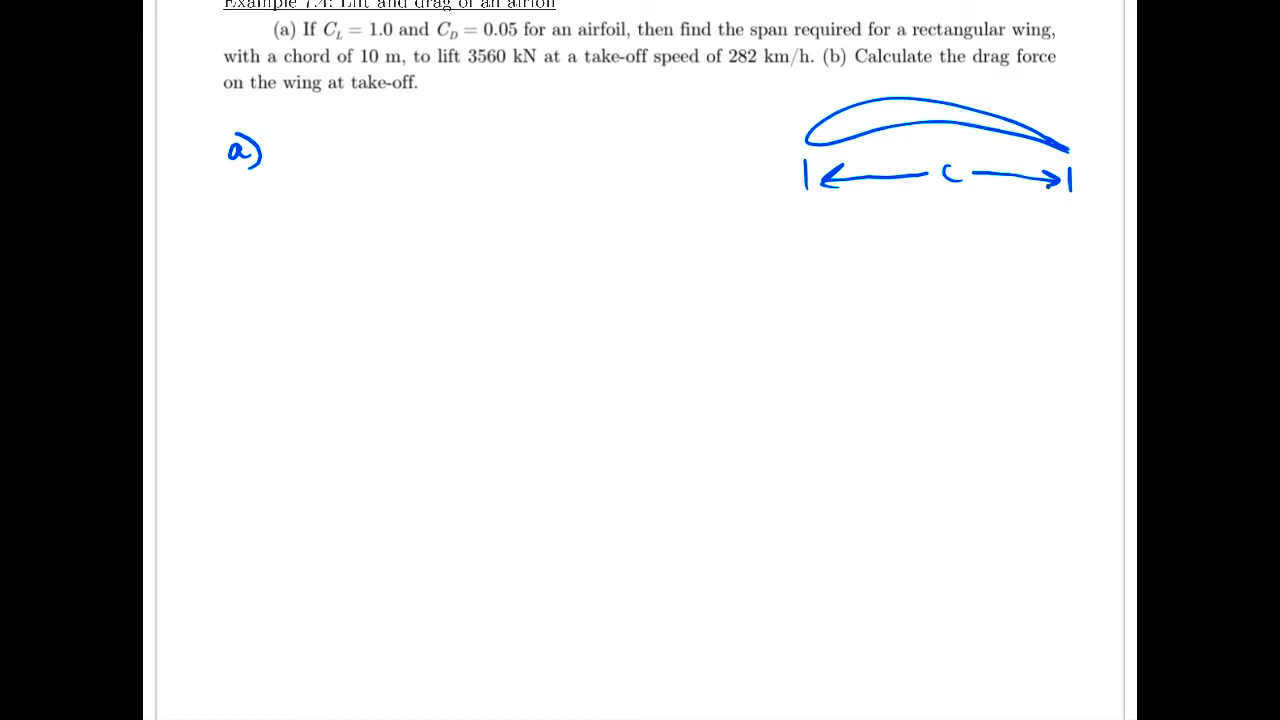 Example 7.4: Lift and drag of an airfoil
(a) If C_L = 1.0 and C_D = 0.05 for an airfoil, then find the span required for a rectangular wing,
with a chord of 10 m, to lift 3560 kN at a take-off speed of 282 km/h. (b) Calculate the drag force
on the wing at take-off.
a)
c